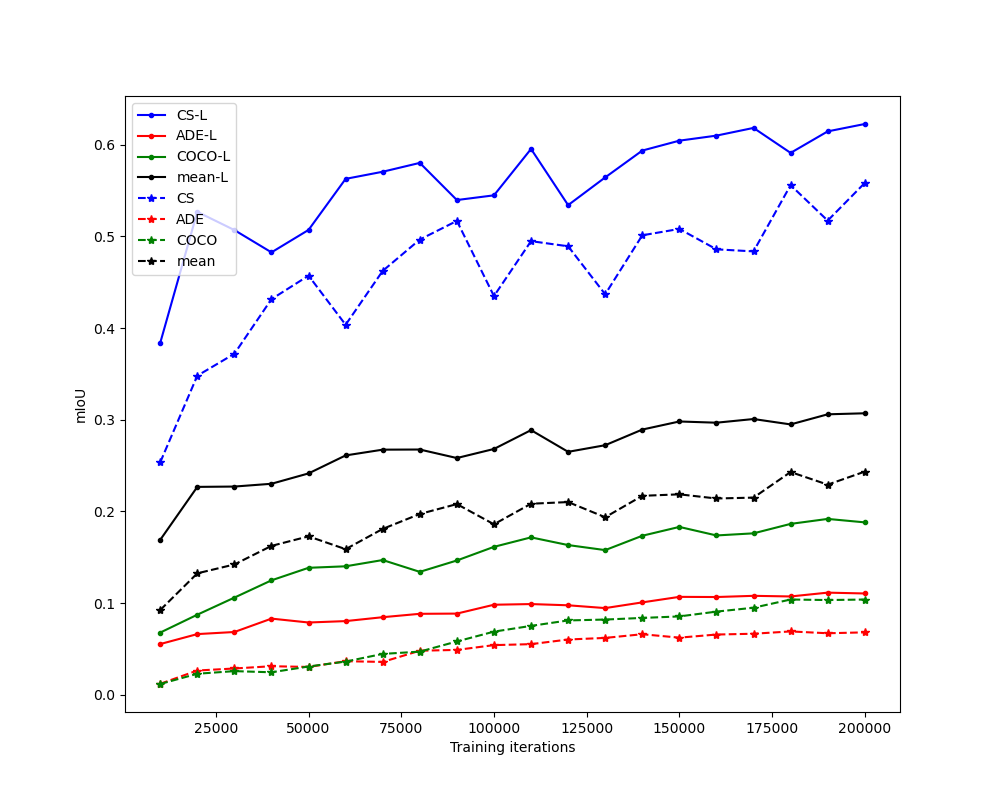 CS-L
ADE-L
COCO-L
mean-L
CS
ADE
COCO
mean
0.6
0.5
0.4
0.3
0.2
0.1
0.0
mIoU
25000 50000 75000 100000 125000 150000 175000 200000
Training iterations